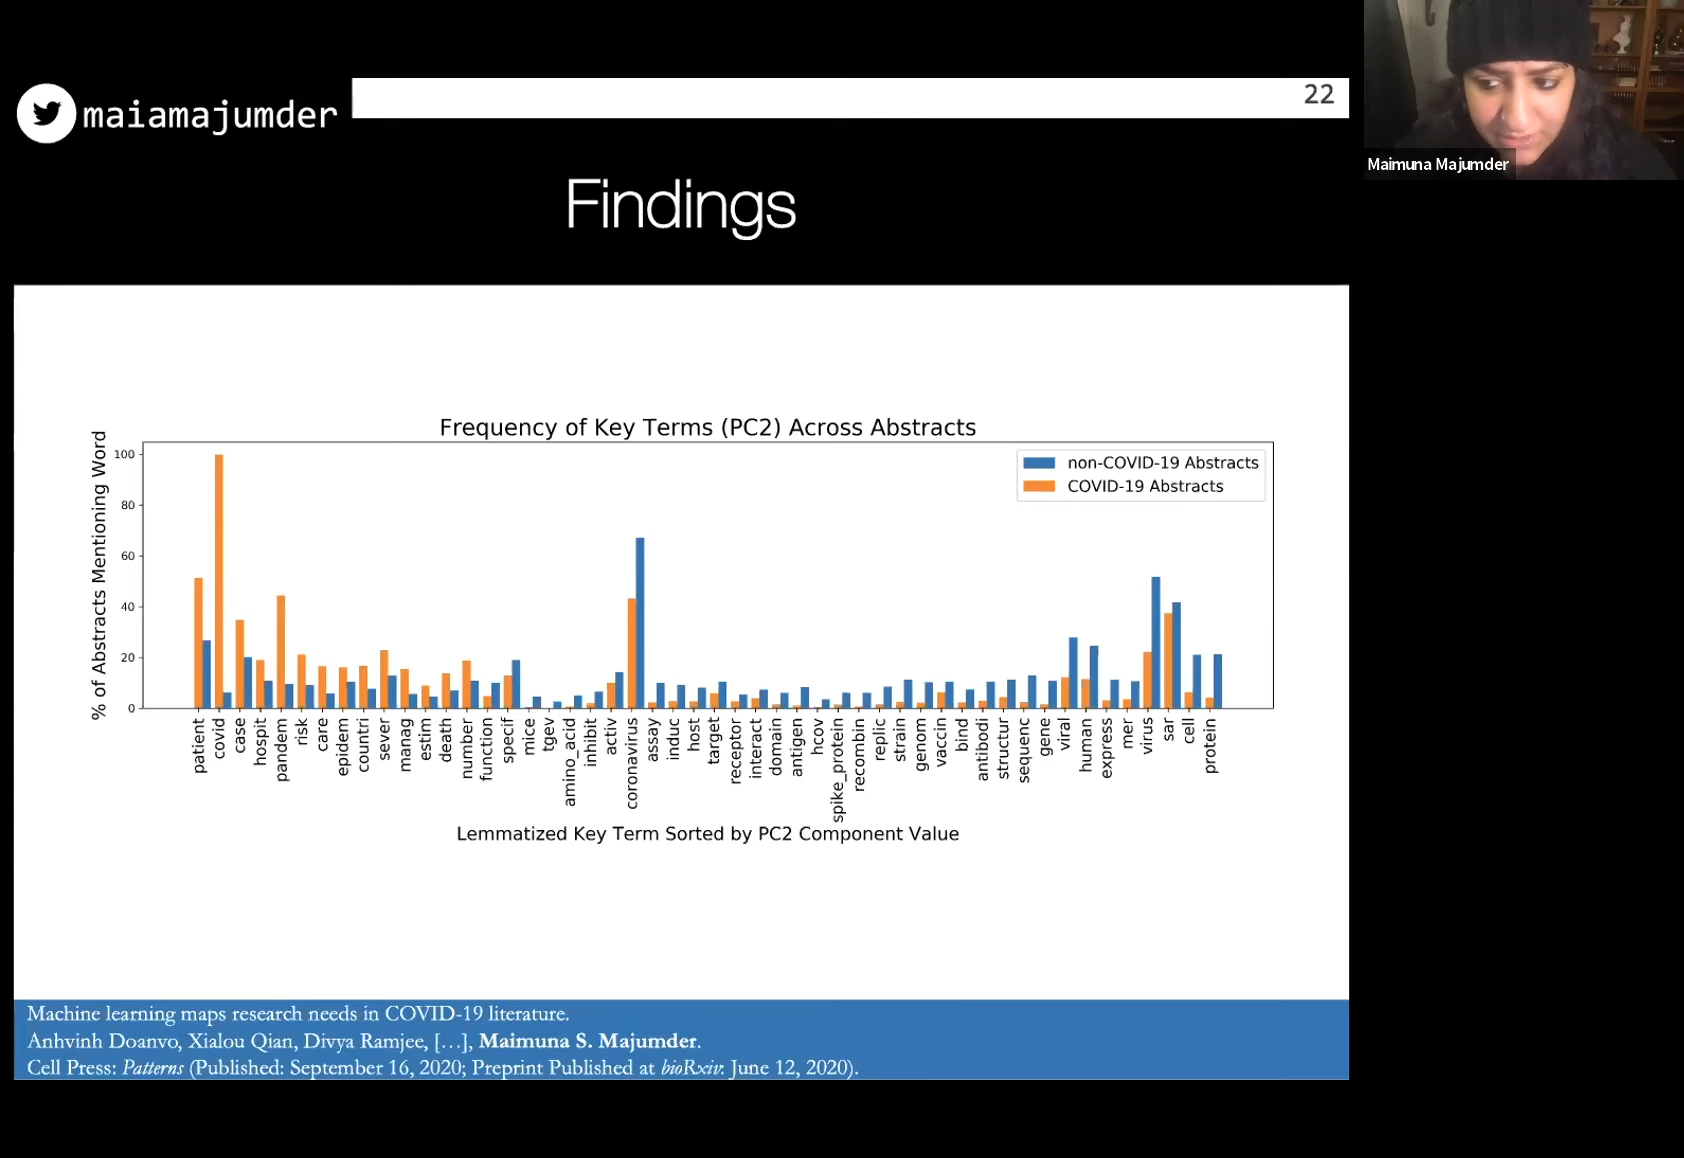 maiamajumder
22
Maimuna Majumder
Findings
Frequency of Key Terms (PC2) Across Abstracts
% of Abstracts Mentioning Word
100
80
60
40
20
0
non-COVID-19 Abstracts
COVID-19 Abstracts
patient
covid
case
hospit
pandem
risk
care
epidem
countri
sever
manag
estim
death
number
function
specif
mice
tgev
amino_acid
inhibit
activ
coronavirus
assay
induc
host
target
receptor
interact
domain
antigen
hcov
spike_protein
recombin
replic
strain
genom
vaccin
bind
antibodi
structur
sequenc
gene
viral
human
express
mer
virus
sar
cell
protein
Lemmatized Key Term Sorted by PC2 Component Value
Machine learning maps research needs in COVID-19 literature.
Anhvinh Doanvo, Xialou Qian, Divya Ramjee, […], Maimuna S. Majumder.
Cell Press: Patterns (Published: September 16, 2020; Preprint Published at bioRxiv: June 12, 2020).